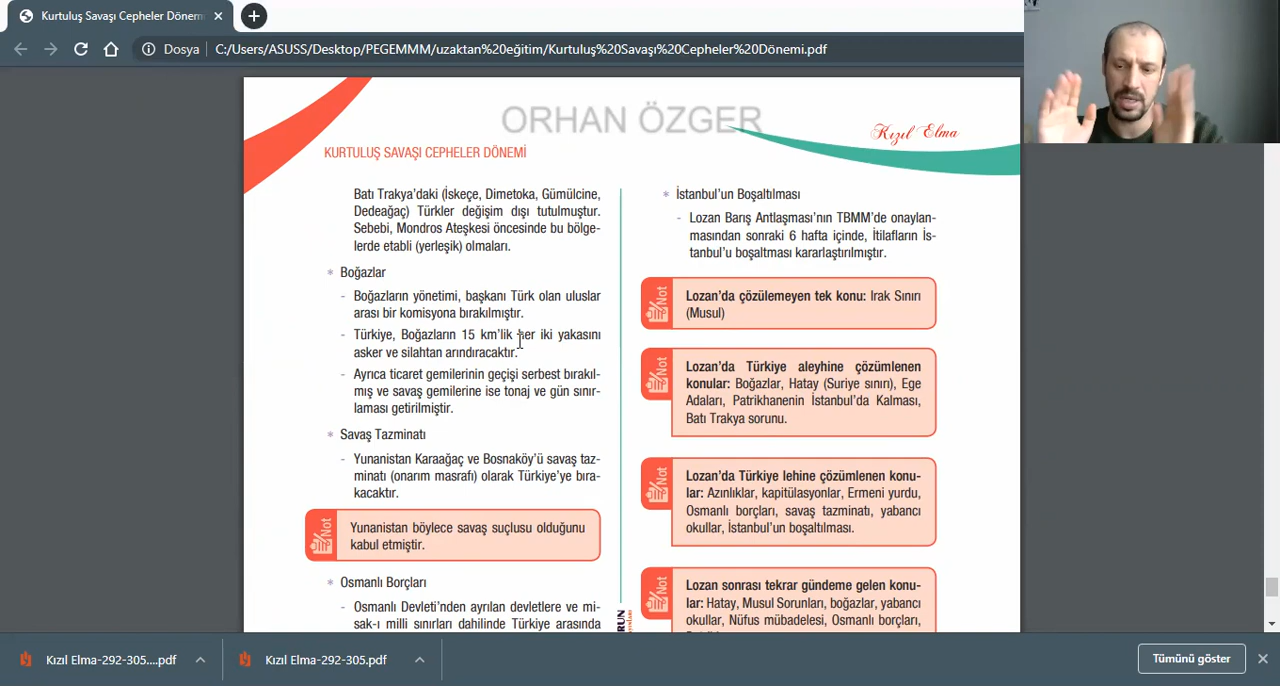 Kurtuluş Savaşı Cepheler Dönem
Dosya
C:/Users/ASUSS/Desktop/PEGEMMM/uzaktan%20eğitim/Kurtuluş%20Savaşı%20Cepheler%20Dönemi.pdf
ORHAN ÖZGER
Kızıl Elma
KURTULUŞ SAVAŞI CEPHELER DÖNEMİ
Batı Trakya'daki (İskeçe, Dimetoka, Gümülcine,
Dedeağaç) Türkler değişim dışı tutulmuştur.
Sebebi, Mondros Ateşkesi öncesinde bu bölge-
lerde etabli (yerleşik) olmaları.
* Boğazlar
- Boğazların yönetimi, başkanı Türk olan uluslar
arası bir komisyona bırakılmıştır.
- Türkiye, Boğazların 15 km'lik her iki yakasını
asker ve silahtan arındıracaktır.
- Ayrıca ticaret gemilerinin geçişi serbest bırakıl-
mış ve savaş gemilerine ise tonaj ve gün sınır-
laması getirilmiştir.
* Savaş Tazminatı
- Yunanistan Karaağaç ve Bosnaköy'ü savaş taz-
minatı (onarım masrafı) olarak Türkiye'ye bıra-
kacaktır.
Not
Yunanistan böylece savaş suçlusu olduğunu
kabul etmiştir.
* Osmanlı Borçları
- Osmanlı Devleti'nden ayrılan devletlere ve mi-
sak-ı milli sınırları dahilinde Türkiye arasında
* İstanbul'un Boşaltılması
- Lozan Barış Antlaşması'nın TBMM'de onaylan-
masından sonraki 6 hafta içinde, İtilafların İs-
tanbul'u boşaltması kararlaştırılmıştır.
Not
Lozan'da çözülemeyen tek konu: Irak Sınırı
(Musul)
Not
Lozan'da Türkiye aleyhine çözümlenen
konular: Boğazlar, Hatay (Suriye sınırı), Ege
Adaları, Patrikhanenin İstanbul'da Kalması,
Batı Trakya sorunu.
Not
Lozan'da Türkiye lehine çözümlenen konu-
lar: Azınlıklar, kapitülasyonlar, Ermeni yurdu,
Osmanlı borçları, savaş tazminatı, yabancı
okullar, İstanbul'un boşaltılması.
Not
Lozan sonrası tekrar gündeme gelen konu-
lar: Hatay, Musul Sorunları, boğazlar, yabancı
okullar, Nüfus mübadelesi, Osmanlı borçları,
Kızıl Elma-292-305....pdf
Kızıl Elma-292-305.pdf
Tümünü göster